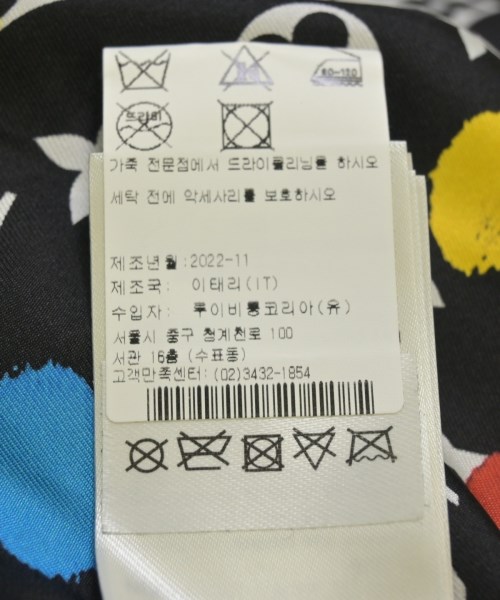 80-120
드라이
가죽 전문점에서 드라이클리닝을 하시오
세탁 전에 악세사리를 보호하시오
제조년월:2022-11
제조국: 이태리(IT)
수입자: 루이비통코리아(유)
서울시 중구 청계천로 100
서관 16층 (수표동)
고객만족센터: (02)3432-1854